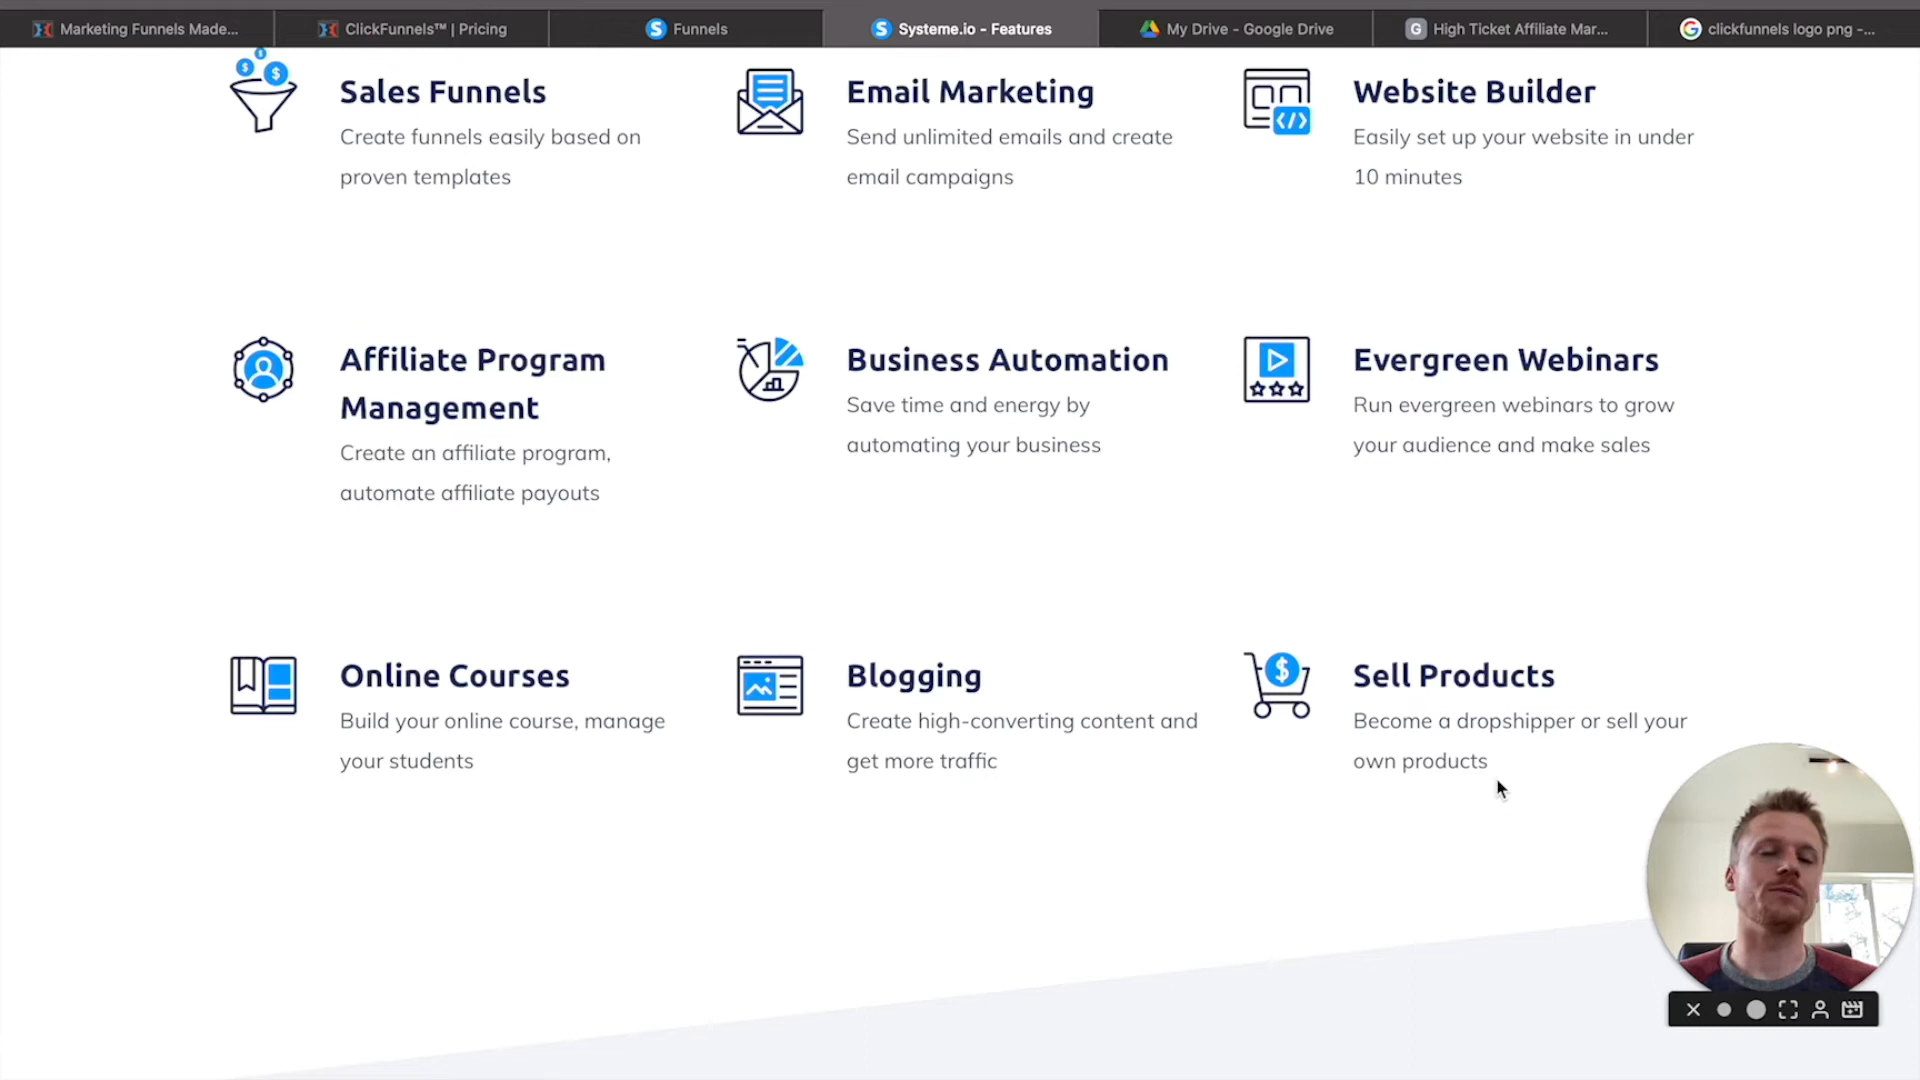 Marketing Funnels Made...
ClickFunnels™ | Pricing
Funnels
Systeme.io - Features
My Drive - Google Drive
High Ticket Affiliate Mar...
clickfunnels logo png -...
Sales Funnels
Create funnels easily based on
proven templates
Email Marketing
Send unlimited emails and create
email campaigns
Website Builder
Easily set up your website in under
10 minutes
Affiliate Program
Management
Create an affiliate program,
automate affiliate payouts
Business Automation
Save time and energy by
automating your business
Evergreen Webinars
Run evergreen webinars to grow
your audience and make sales
Online Courses
Build your online course, manage
your students
Blogging
Create high-converting content and
get more traffic
Sell Products
Become a dropshipper or sell your
own products